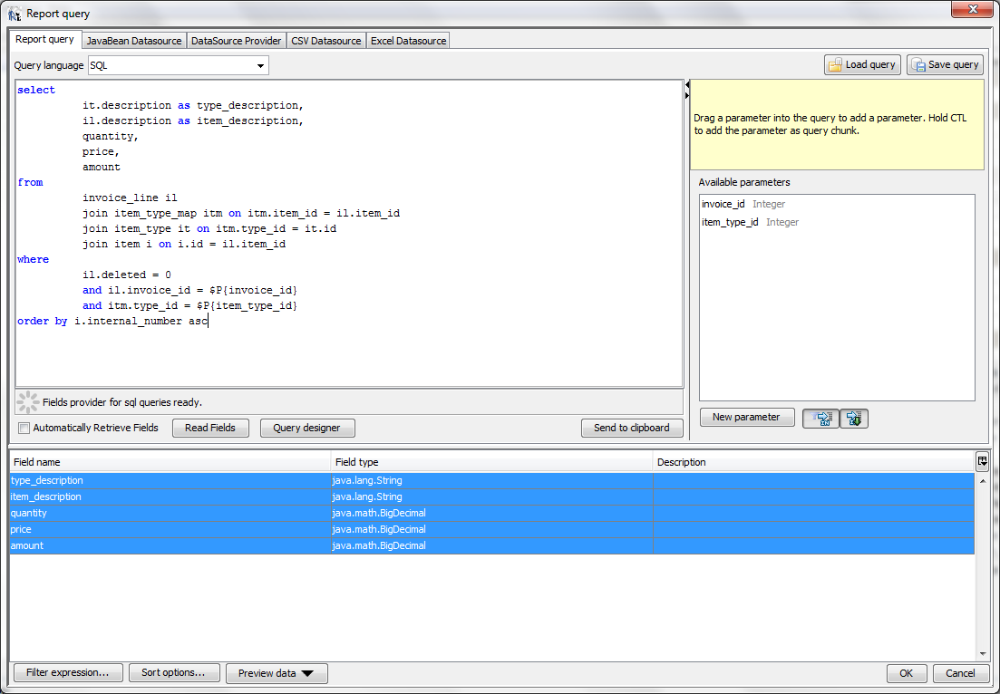 Report query
Report query JavaBean Datasource DataSource Provider CSV Datasource Excel Datasource
Query language SQL Load query Save query
select
it.description as type_description,
il.description as item_description,
quantity,
price,
amount
from
invoice_line il
join item_type_map itm on itm.item_id = il.item_id
join item_type it on itm.type_id = it.id
join item i on i.id = il.item_id
where
il.deleted = 0
and il.invoice_id = $P{invoice_id}
and itm.type_id = $P{item_type_id}
order by i.internal_number asc
Drag a parameter into the query to add a parameter. Hold CTL
to add the parameter as query chunk.
Available parameters
invoice_id Integer
item_type_id Integer
Fields provider for sql queries ready.
Automatically Retrieve Fields Read Fields Query designer Send to clipboard
New parameter
Field name Field type Description
type_description java.lang.String
item_description java.lang.String
quantity java.math.BigDecimal
price java.math.BigDecimal
amount java.math.BigDecimal
Filter expression... Sort options... Preview data OK Cancel